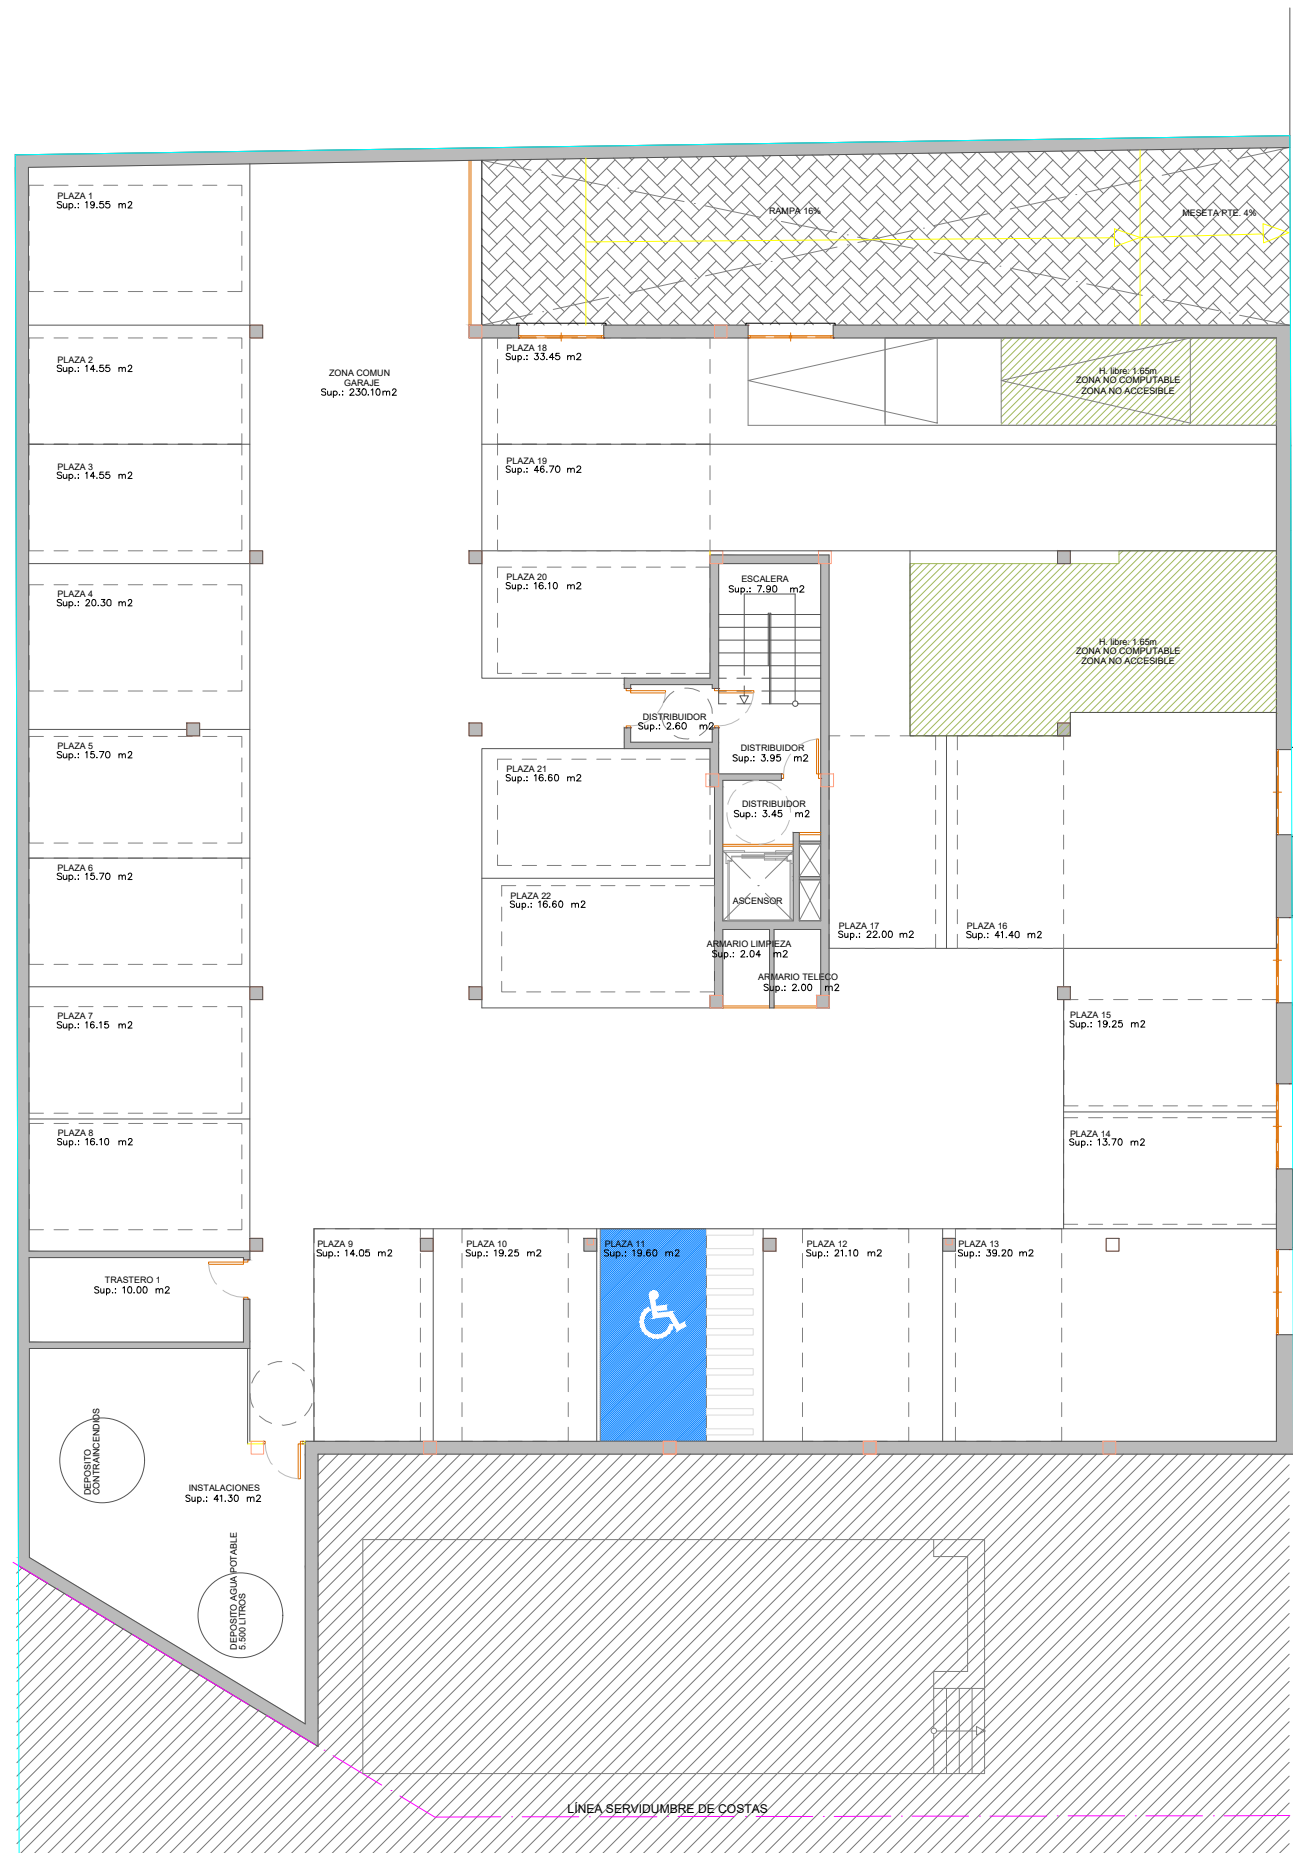 PLAZA 1
Sup.: 19.55 m2
RAMPA 16%
MESETA PTE. 4%
PLAZA 2
Sup.: 14.55 m2
ZONA COMUN
GARAJE
Sup.: 230.10m2
PLAZA 18
Sup.: 33.45 m2
H. libre: 1.65m
ZONA NO COMPUTABLE
ZONA NO ACCESIBLE
PLAZA 3
Sup.: 14.55 m2
PLAZA 19
Sup.: 46.70 m2
PLAZA 4
Sup.: 20.30 m2
PLAZA 20
Sup.: 16.10 m2
ESCALERA
Sup.: 7.90 m2
H. libre: 1.65m
ZONA NO COMPUTABLE
ZONA NO ACCESIBLE
DISTRIBUIDOR
Sup.: 2.60 m2
PLAZA 5
Sup.: 15.70 m2
DISTRIBUIDOR
Sup.: 3.95 m2
PLAZA 21
Sup.: 16.60 m2
DISTRIBUIDOR
Sup.: 3.45 m2
PLAZA 6
Sup.: 15.70 m2
PLAZA 22
Sup.: 16.60 m2
ASCENSOR
PLAZA 17
Sup.: 22.00 m2
PLAZA 16
Sup.: 41.40 m2
ARMARIO LIMPIEZA
Sup.: 2.04 m2
ARMARIO TELECO
Sup.: 2.00 m2
PLAZA 7
Sup.: 16.15 m2
PLAZA 15
Sup.: 19.25 m2
PLAZA 8
Sup.: 16.10 m2
PLAZA 14
Sup.: 13.70 m2
PLAZA 9
Sup.: 14.05 m2
PLAZA 10
Sup.: 19.25 m2
PLAZA 11
Sup.: 19.60 m2
PLAZA 12
Sup.: 21.10 m2
PLAZA 13
Sup.: 39.20 m2
TRASTERO 1
Sup.: 10.00 m2
DEPOSITO
CONTRAINCENDIOS
INSTALACIONES
Sup.: 41.30 m2
DEPOSITO AGUA POTABLE
5.500 LITROS
LÍNEA SERVIDUMBRE DE COSTAS